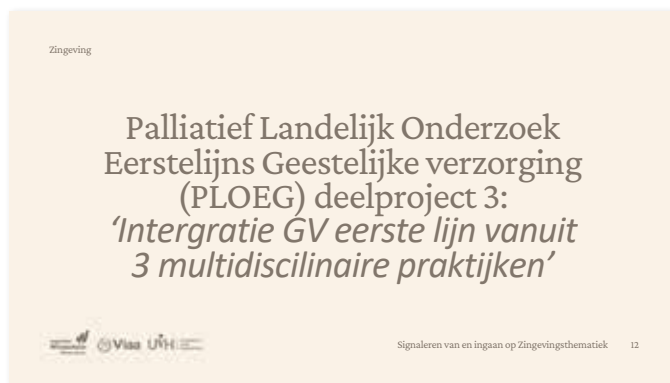 Zingeving
Palliatief Landelijk Onderzoek
Eerstelijns Geestelijke verzorging
(PLOEG) deelproject 3:
‘Intergratie GV eerste lijn vanuit
3 multidiscilinaire praktijken’
Viaa UVH
Signaleren van en ingaan op Zingevingsthematiek 12